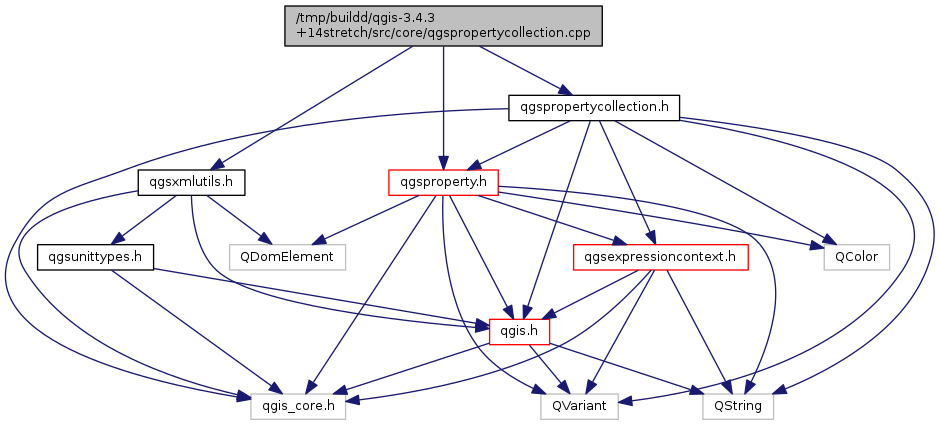 /tmp/buildd/qgis-3.4.3
+14stretch/src/core/qgspropertycollection.cpp
qgspropertycollection.h
qgsxmlutils.h
qgsproperty.h
qgsunittypes.h
QDomElement
qgsexpressioncontext.h
QColor
qgis.h
qgis_core.h
QVariant
QString